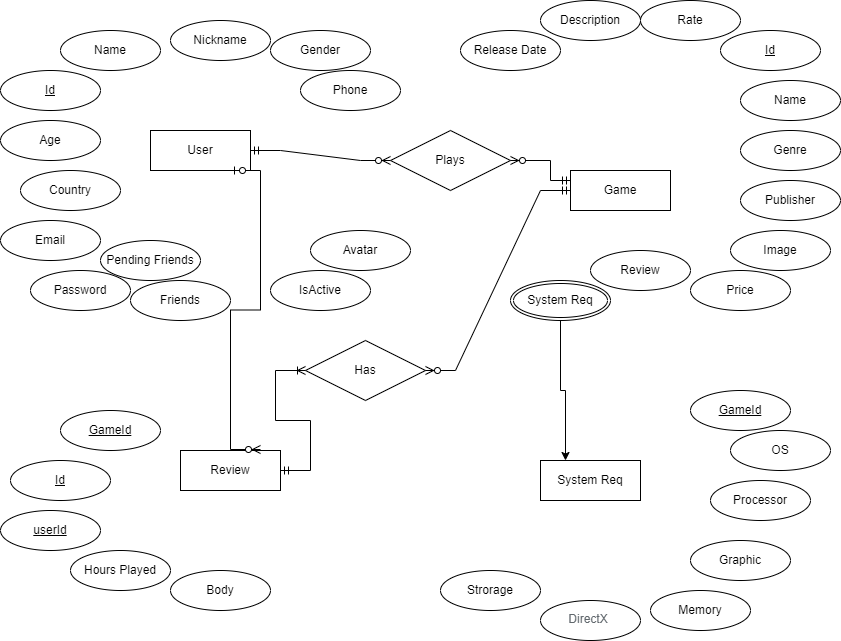 Description
Rate
Nickname
Name
Gender
Release Date
Id
Id
Phone
Name
Age
User
Plays
Genre
Country
Game
Publisher
Email
Avatar
Image
Pending Friends
Review
Password
Friends
IsActive
System Req
Price
Has
GameId
GameId
OS
Review
Id
System Req
Processor
userId
Hours Played
Graphic
Body
Strorage
Memory
DirectX